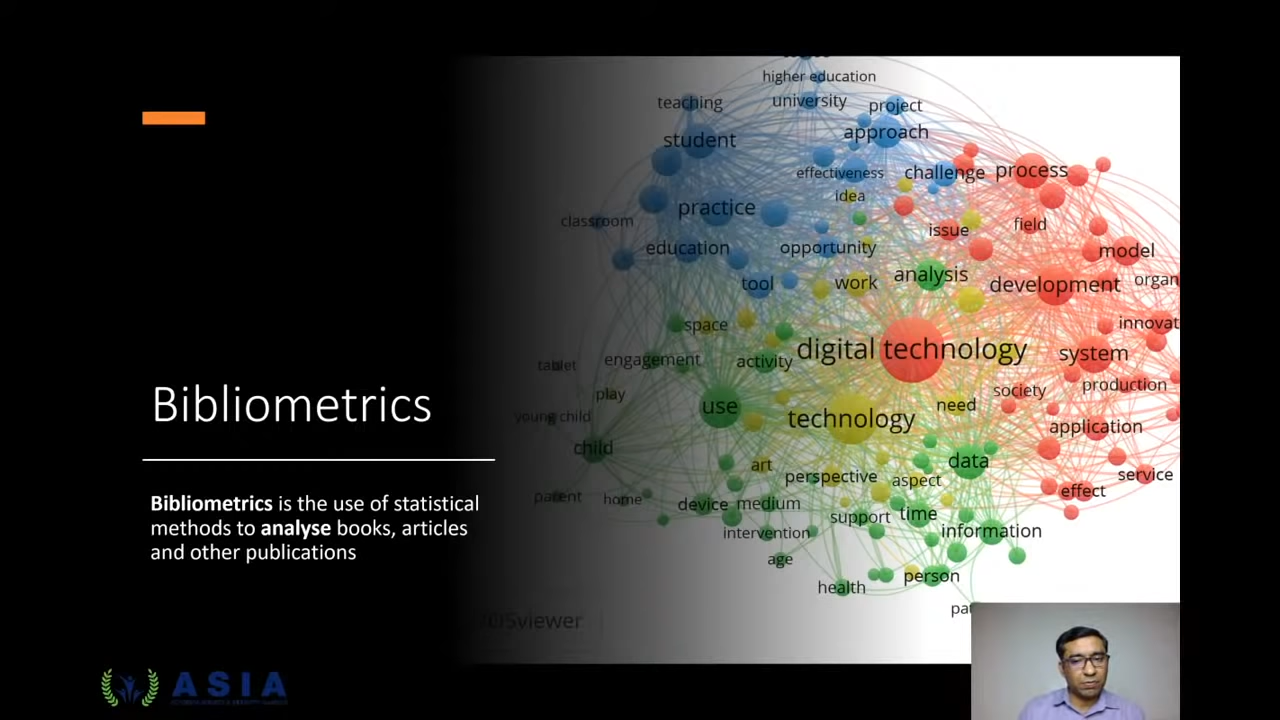 Bibliometrics
Bibliometrics is the use of statistical
methods to analyse books, articles
and other publications
higher education
teaching
university
project
student
approach
effectiveness
challenge
process
idea
practice
classroom
issue
field
education
opportunity
model
tool
work
analysis
development
organ
space
innovat
digital technology
system
tablet
engagement
activity
play
society
production
young child
use
technology
need
application
child
art
perspective
data
aspect
service
effect
parent
home
device
medium
support
time
intervention
information
age
health
person
viewer
ASIA